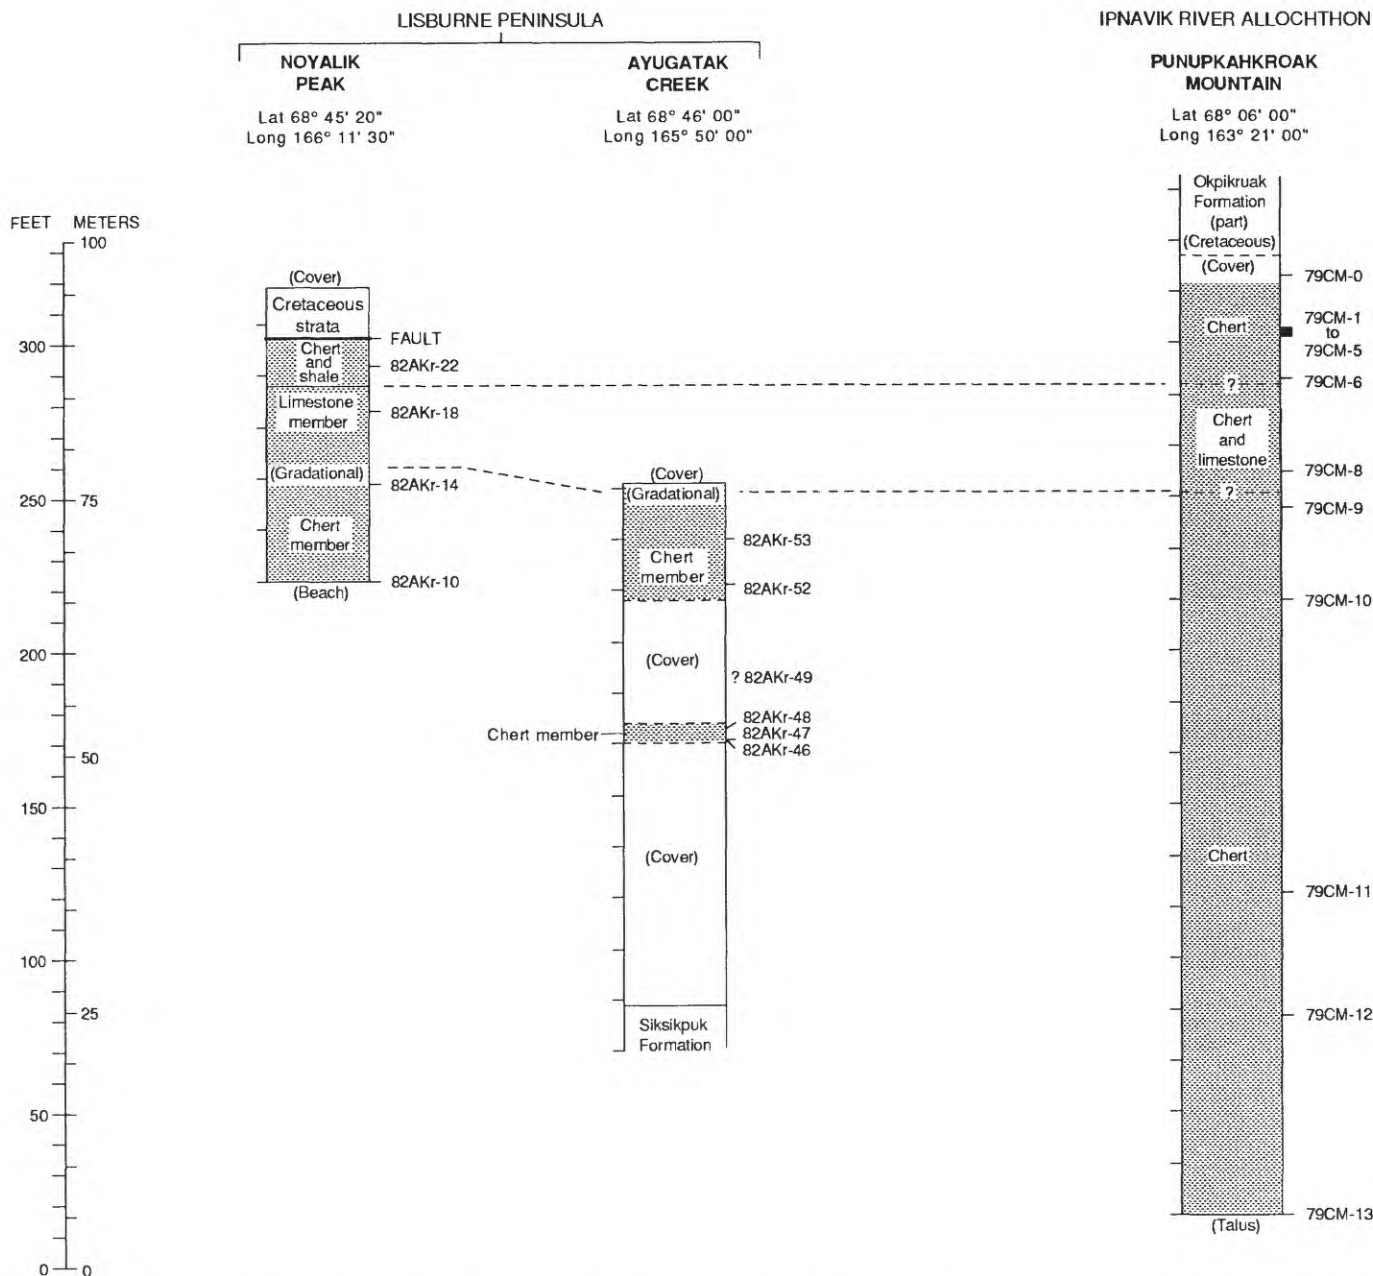 LISBURNE PENINSULA
IPNAVIK RIVER ALLOCHTHON
NOYALIK
PEAK
Lat 68° 45' 20"
Long 166° 11' 30"
AYUGATAK
CREEK
Lat 68° 46' 00"
Long 165° 50' 00"
PUNUPKAHKROAK
MOUNTAIN
Lat 68° 06' 00"
Long 163° 21' 00"
FEET METERS
100
300
250
75
200
50
150
100
25
50
0
0
(Cover)
Cretaceous
strata
FAULT
Chert
and
shale
82AKr-22
Limestone
member
82AKr-18
(Gradational)
82AKr-14
Chert
member
82AKr-10
(Beach)
(Cover)
(Gradational)
82AKr-53
Chert
member
82AKr-52
(Cover)
? 82AKr-49
82AKr-48
Chert member
82AKr-47
82AKr-46
(Cover)
Siksikpuk
Formation
Okpikruak
Formation
(part)
(Cretaceous)
(Cover)
79CM-0
79CM-1
to
79CM-5
Chert
79CM-6
?
Chert
and
limestone
79CM-8
?
79CM-9
79CM-10
Chert
79CM-11
79CM-12
79CM-13
(Talus)